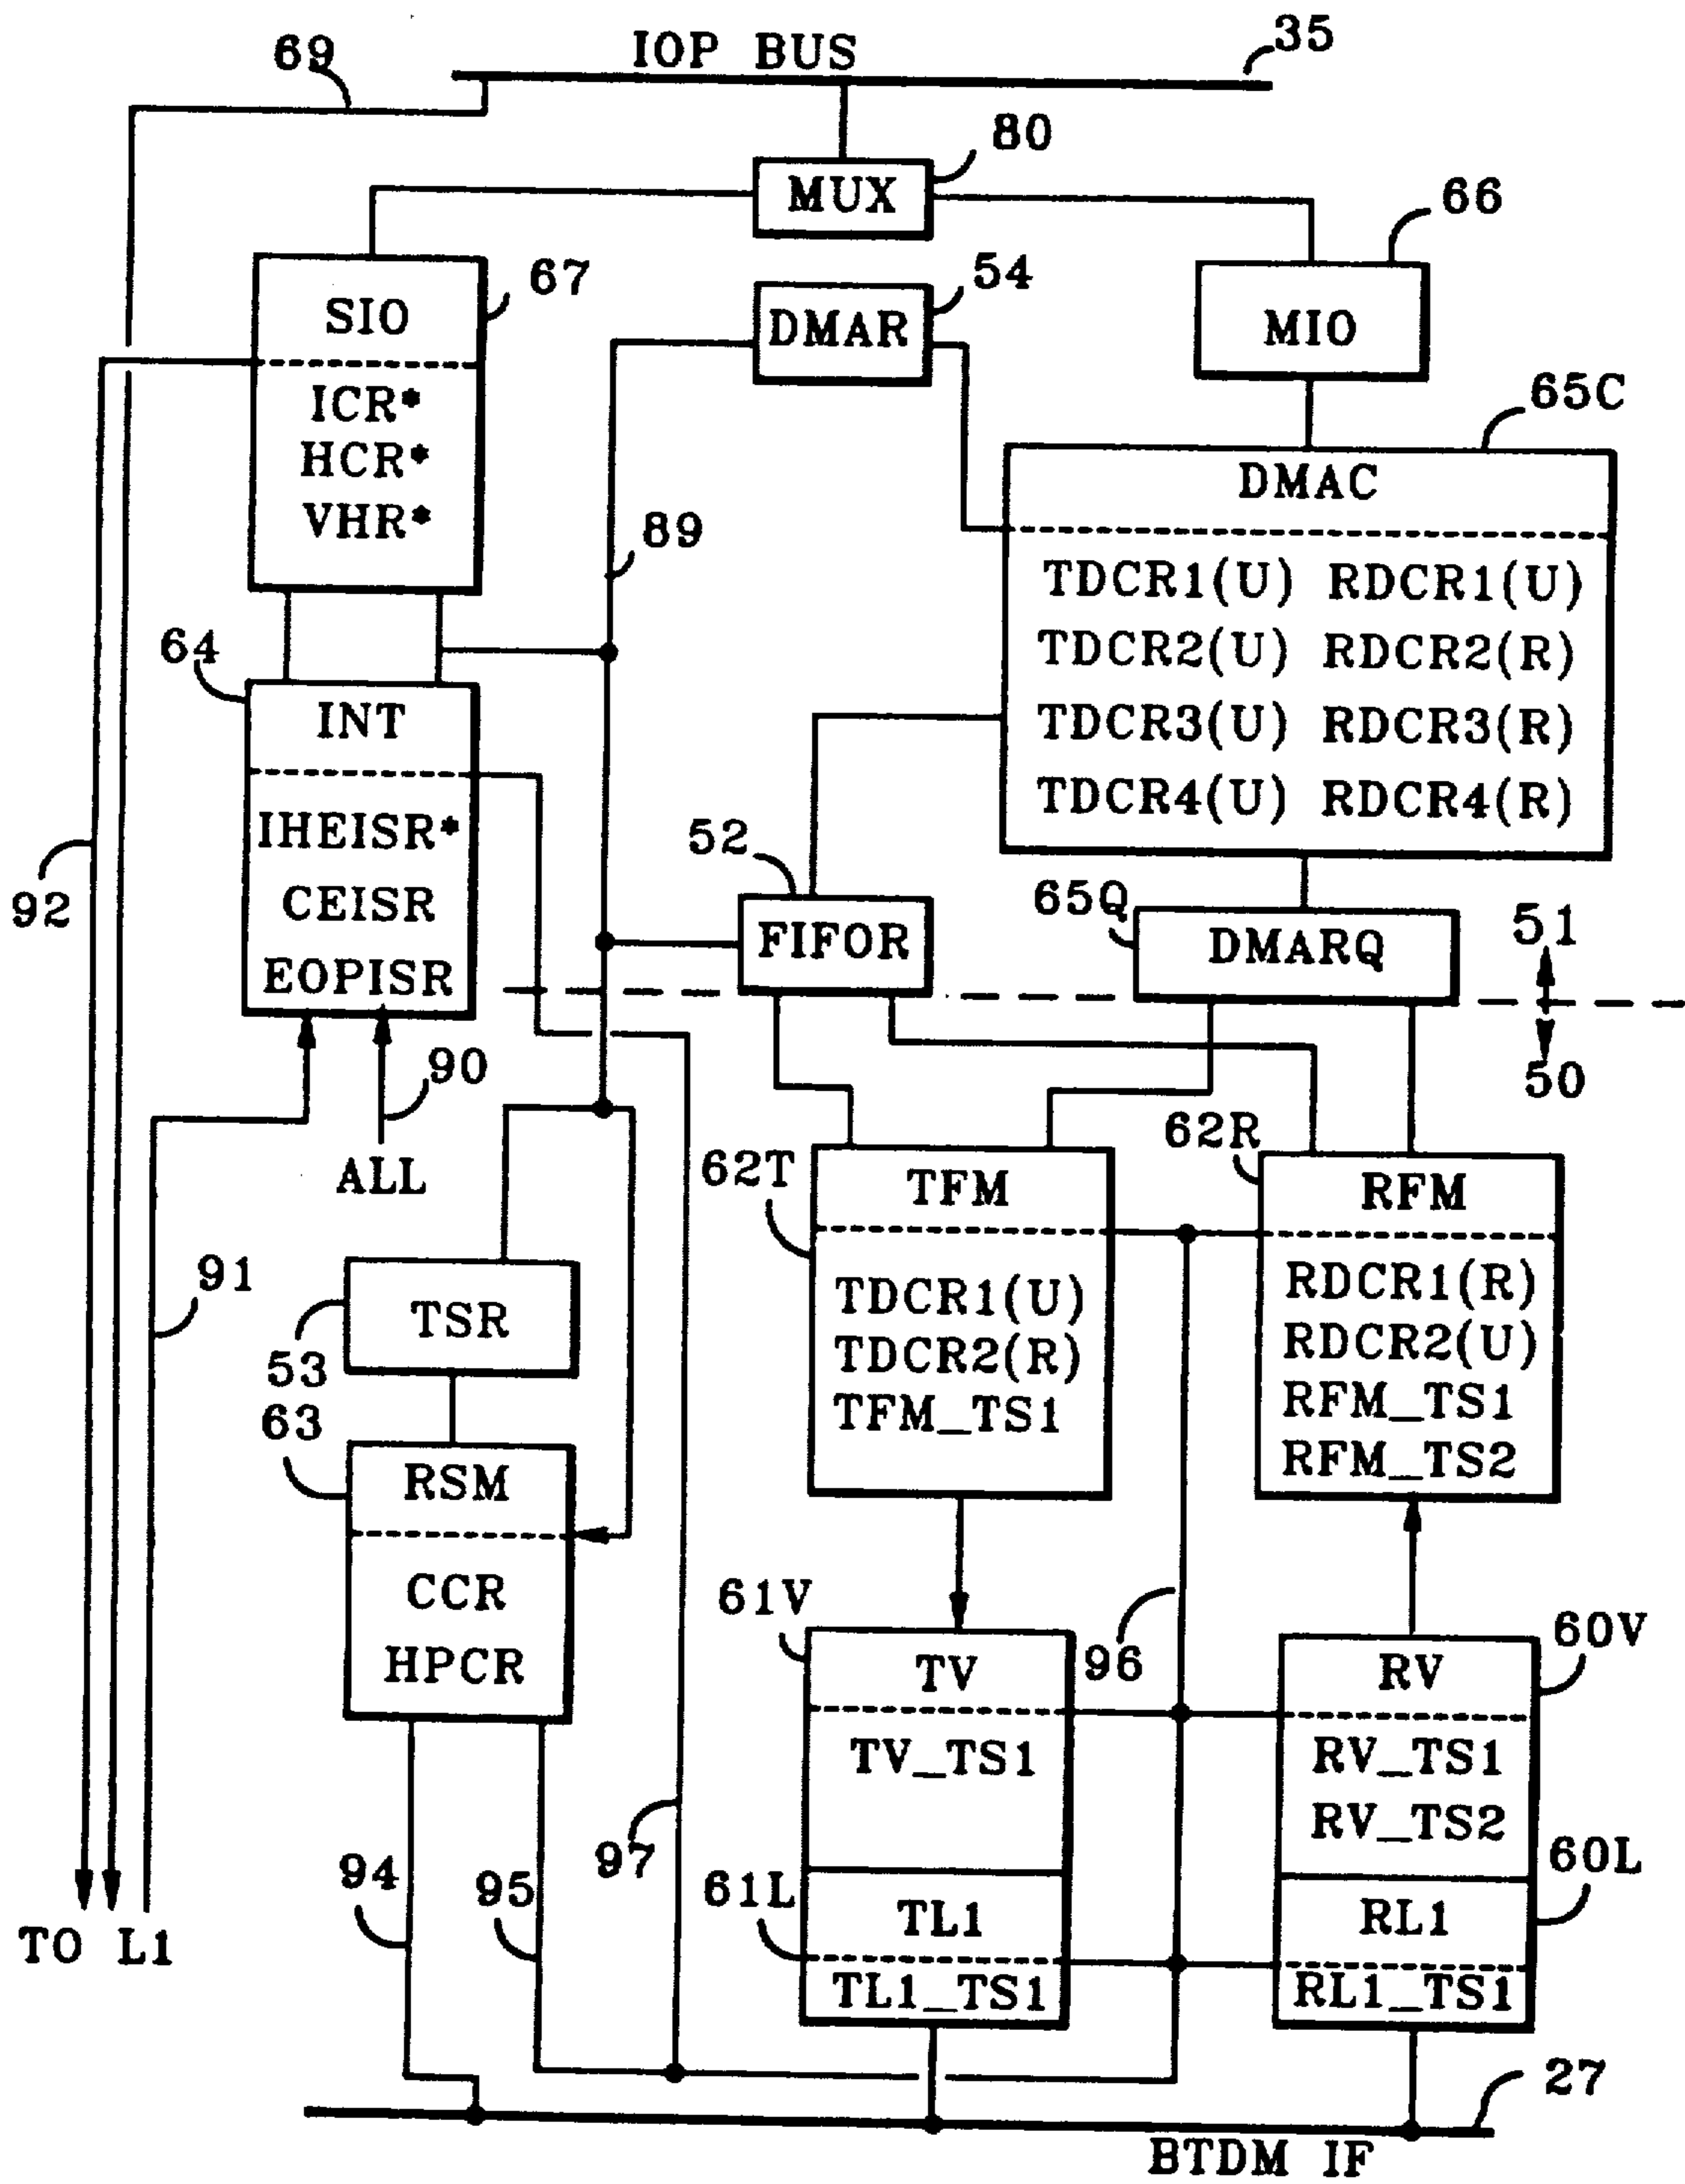 69
IOP BUS
35
80
MUX
66
67
SIO
ICR*
HCR*
VHR*
54
DMAR
MIO
65C
DMAC
TDCR1(U) RDCR1(U)
TDCR2(U) RDCR2(R)
TDCR3(U) RDCR3(R)
TDCR4(U) RDCR4(R)
89
64
INT
IHEISR*
CEISR
EOPISR
92
52
FIFOR
65Q
DMARQ
51
50
90
ALL
91
62T
TFM
TDCR1(U)
TDCR2(R)
TFM_TS1
62R
RFM
RDCR1(R)
RDCR2(U)
RFM_TS1
RFM_TS2
TSR
53
63
RSM
CCR
HPCR
61V
TV
TV_TS1
96
60V
RV
RV_TS1
RV_TS2
97
94
95
61L
TL1
TL1_TS1
60L
RL1
RL1_TS1
TO L1
27
BTDM IF